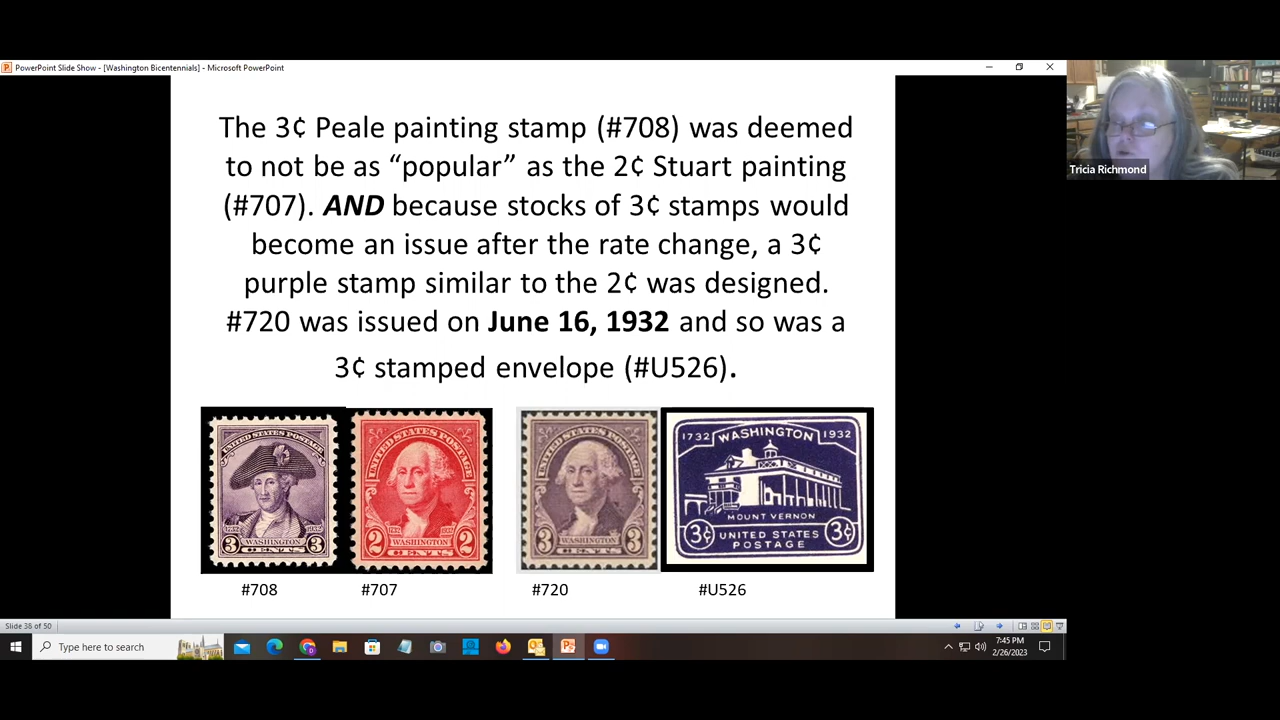 PowerPoint Slide Show - [Washington Bicentennials] - Microsoft PowerPoint
The 3¢ Peale painting stamp (#708) was deemed
to not be as “popular” as the 2¢ Stuart painting
(#707). AND because stocks of 3¢ stamps would
become an issue after the rate change, a 3¢
purple stamp similar to the 2¢ was designed.
#720 was issued on June 16, 1932 and so was a
3¢ stamped envelope (#U526).
UNITED STATES POSTAGE
1732 1932
3 WASHINGTON 3
CENTS
UNITED STATES POSTAGE
2 WASHINGTON 2
CENTS
UNITED STATES POSTAGE
3 WASHINGTON 3
CENTS
1732 WASHINGTON 1932
MOUNT VERNON
3¢ UNITED STATES 3¢
POSTAGE
#708
#707
#720
#U526
Tricia Richmond
Slide 38 of 50
Type here to search
7:45 PM
2/26/2023